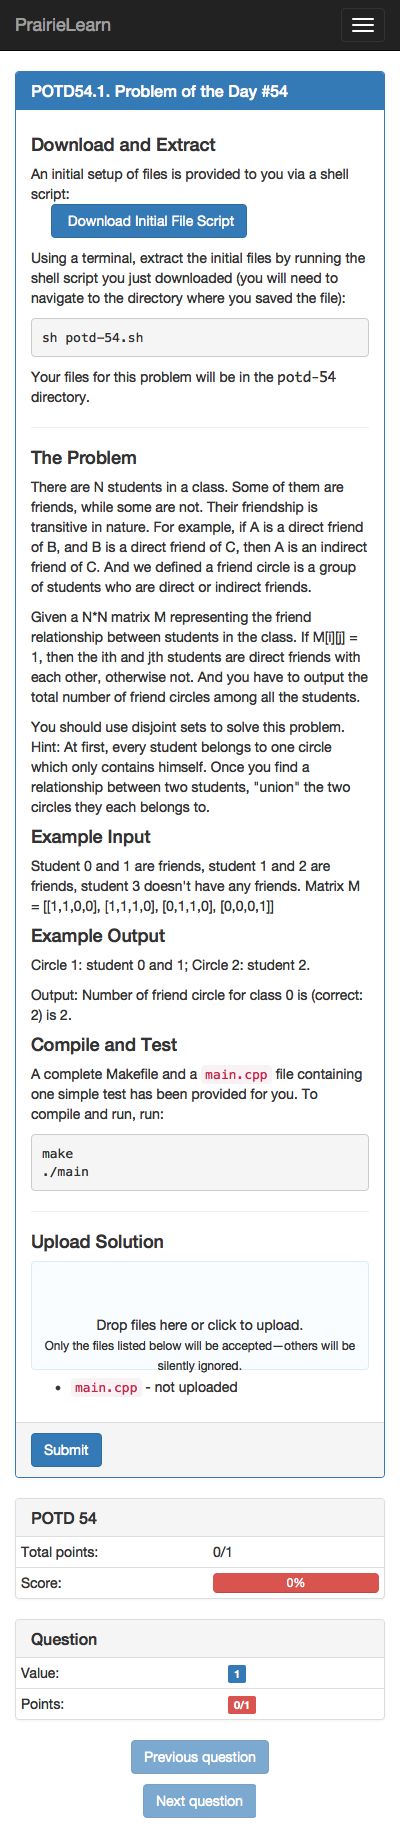 PrairieLearn
POTD54.1. Problem of the Day #54
Download and Extract
An initial setup of files is provided to you via a shell
script:
Download Initial File Script
Using a terminal, extract the initial files by running the
shell script you just downloaded (you will need to
navigate to the directory where you saved the file):
sh potd-54.sh
Your files for this problem will be in the potd-54
directory.
The Problem
There are N students in a class. Some of them are
friends, while some are not. Their friendship is
transitive in nature. For example, if A is a direct friend
of B, and B is a direct friend of C, then A is an indirect
friend of C. And we defined a friend circle is a group
of students who are direct or indirect friends.
Given a N*N matrix M representing the friend
relationship between students in the class. If M[i][j] =
1, then the ith and jth students are direct friends with
each other, otherwise not. And you have to output the
total number of friend circles among all the students.
You should use disjoint sets to solve this problem.
Hint: At first, every student belongs to one circle
which only contains himself. Once you find a
relationship between two students, "union" the two
circles they each belongs to.
Example Input
Student 0 and 1 are friends, student 1 and 2 are
friends, student 3 doesn't have any friends. Matrix M
= [[1,1,0,0], [1,1,1,0], [0,1,1,0], [0,0,0,1]]
Example Output
Circle 1: student 0 and 1; Circle 2: student 2.
Output: Number of friend circle for class 0 is (correct:
2) is 2.
Compile and Test
A complete Makefile and a main.cpp file containing
one simple test has been provided for you. To
compile and run, run:
make
./main
Upload Solution
Drop files here or click to upload.
Only the files listed below will be accepted—others will be
silently ignored.
• main.cpp - not uploaded
Submit
POTD 54
Total points: 0/1
Score: 0%
Question
Value: 1
Points: 0/1
Previous question
Next question